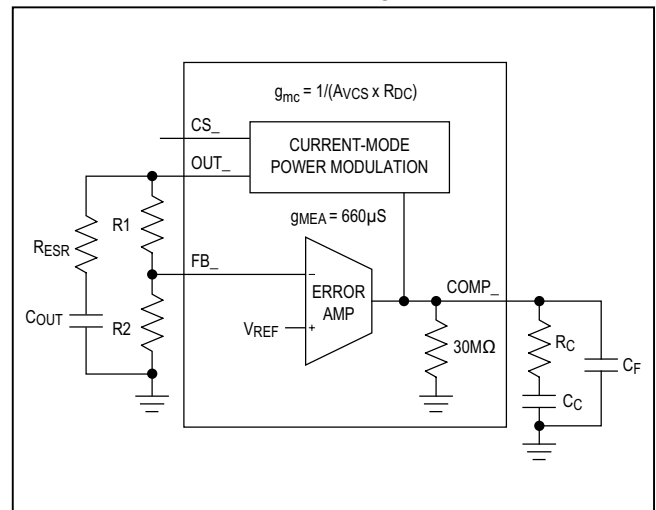 gmc = 1/(AVCS x RDC)
CS_
CURRENT-MODE
POWER MODULATION
OUT_
R1
gMEA = 660µS
RESR
FB_
COMP_
ERROR
AMP
COUT
R2
VREF
30MΩ
RC
CF
CC